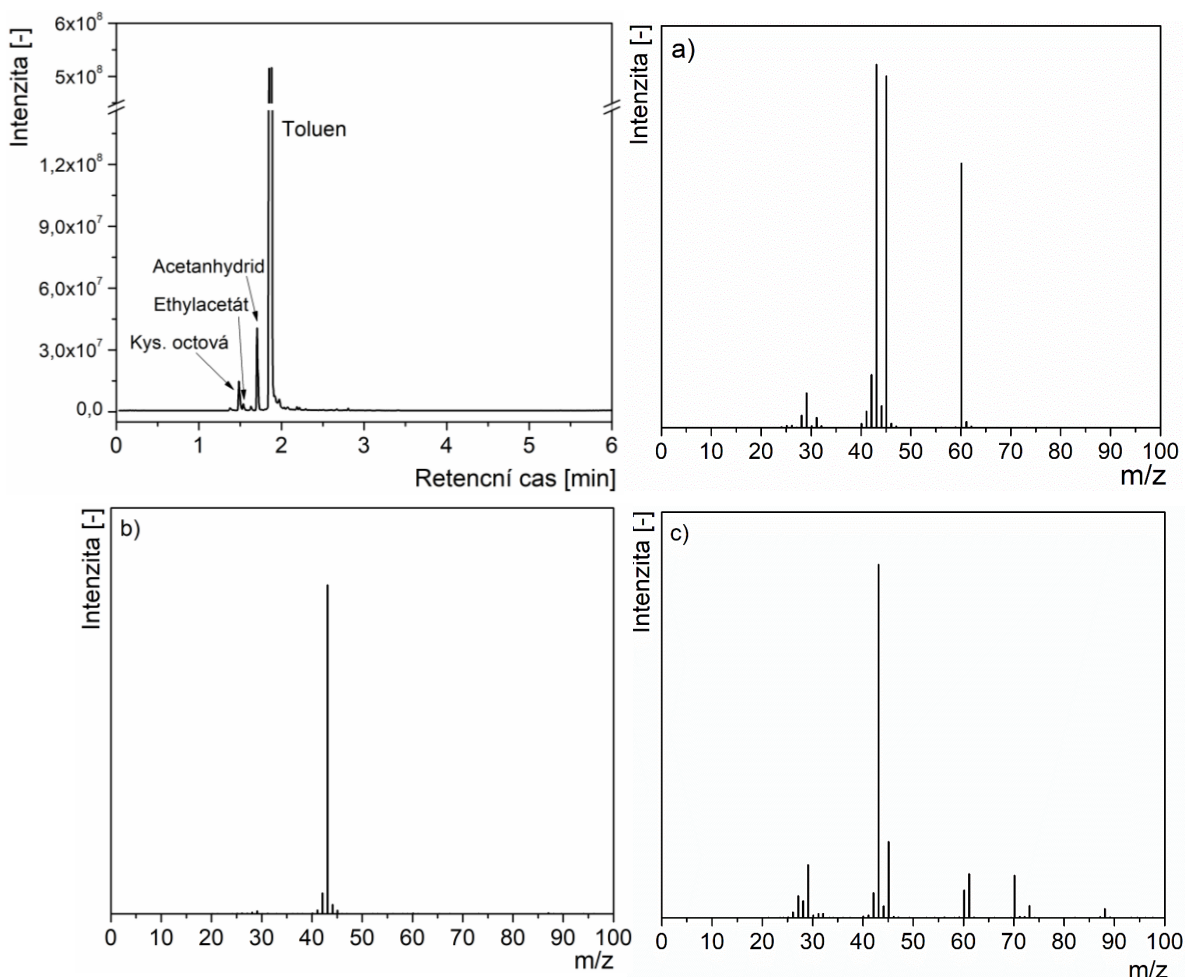 Intenzita [-]
6x10⁸
5x10⁸
1,2x10⁸
9,0x10⁷
6,0x10⁷
3,0x10⁷
0,0
Toluen
Acetanhydrid
Ethylacetát
Kys. octová
0 1 2 3 4 5 6
Retencní cas [min]
a)
Intenzita [-]
0 10 20 30 40 50 60 70 80 90 100
m/z
b)
Intenzita [-]
0 10 20 30 40 50 60 70 80 90 100
m/z
c)
Intenzita [-]
0 10 20 30 40 50 60 70 80 90 100
m/z